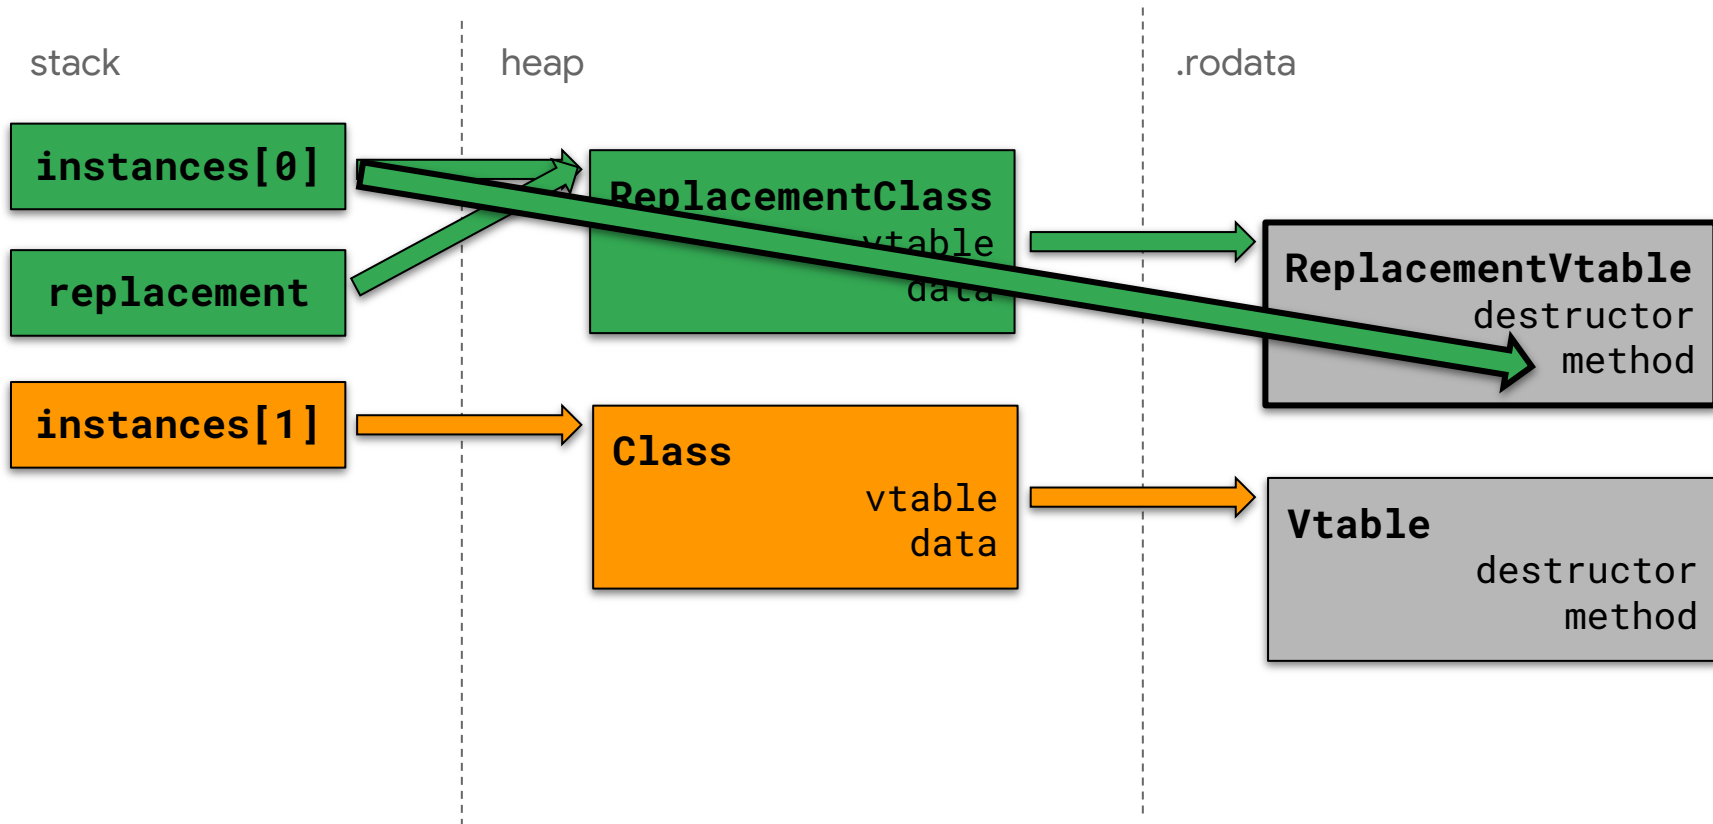 stack
heap
.rodata
instances[0]
replacement
instances[1]
ReplacementClass
vtable
data
Class
vtable
data
ReplacementVtable
destructor
method
Vtable
destructor
method